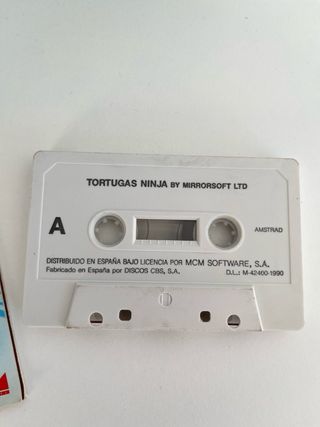 TORTUGAS NINJA BY MIRRORSOFT LTD
A
AMSTRAD
DISTRIBUIDO EN ESPAÑA BAJO LICENCIA POR MCM SOFTWARE, S.A.
Fabricado en España por DISCOS CBS, S.A. D.L.: M-42400-1990